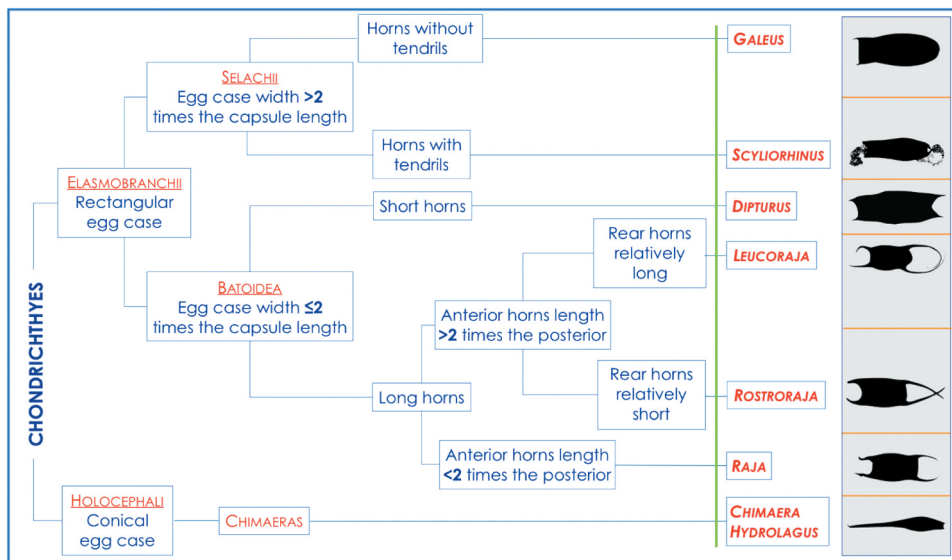 Horns without
tendrils
GALEUS
SELACHII
Egg case width >2
times the capsule length
Horns with
tendrils
SCYLIORHINUS
ELASMOBRANCHII
Rectangular
egg case
Short horns
DIPTURUS
Rear horns
relatively
long
LEUCORAJA
BATOIDEA
Egg case width ≤2
times the capsule length
Anterior horns length
>2 times the posterior
CHONDRICHTHYES
Long horns
Rear horns
relatively
short
ROSTRORAJA
Anterior horns length
<2 times the posterior
RAJA
HOLOCEPHALI
Conical
egg case
CHIMAERAS
CHIMAERA
HYDROLAGUS